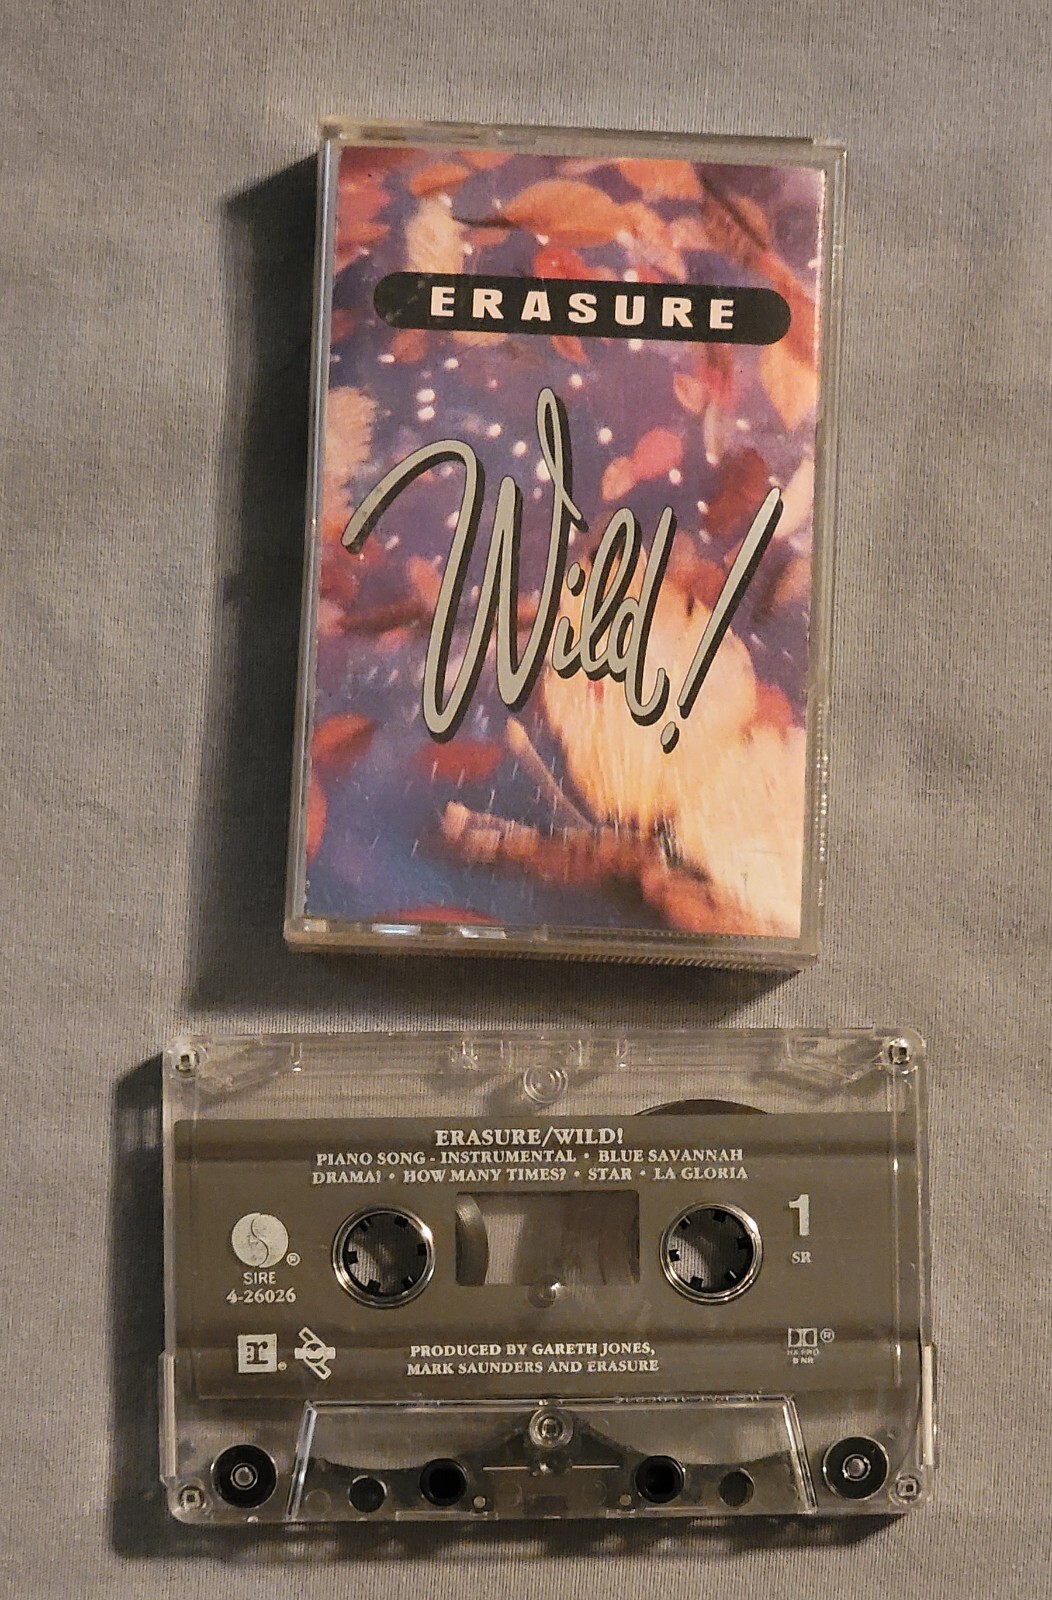 ERASURE
Wild!
ERASURE/WILD!
PIANO SONG - INSTRUMENTAL • BLUE SAVANNAH
DRAMA! • HOW MANY TIMES? • STAR • LA GLORIA
1
SR
®
SIRE
4-26026
r®
®
B NR
PRODUCED BY GARETH JONES,
MARK SAUNDERS AND ERASURE